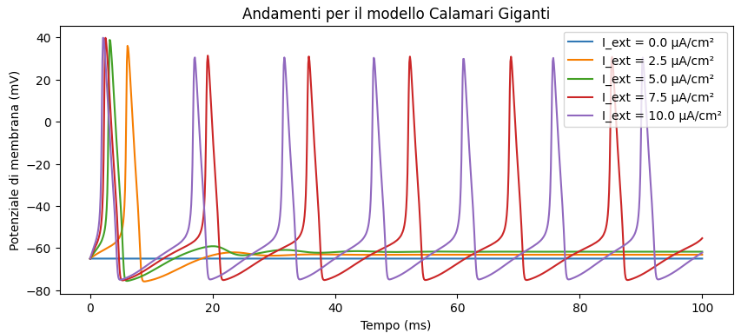 Andamenti per il modello Calamari Giganti
Potenziale di membrana (mV)
40
20
0
−20
−40
−60
−80
I_ext = 0.0 µA/cm²
I_ext = 2.5 µA/cm²
I_ext = 5.0 µA/cm²
I_ext = 7.5 µA/cm²
I_ext = 10.0 µA/cm²
0
20
40
60
80
100
Tempo (ms)